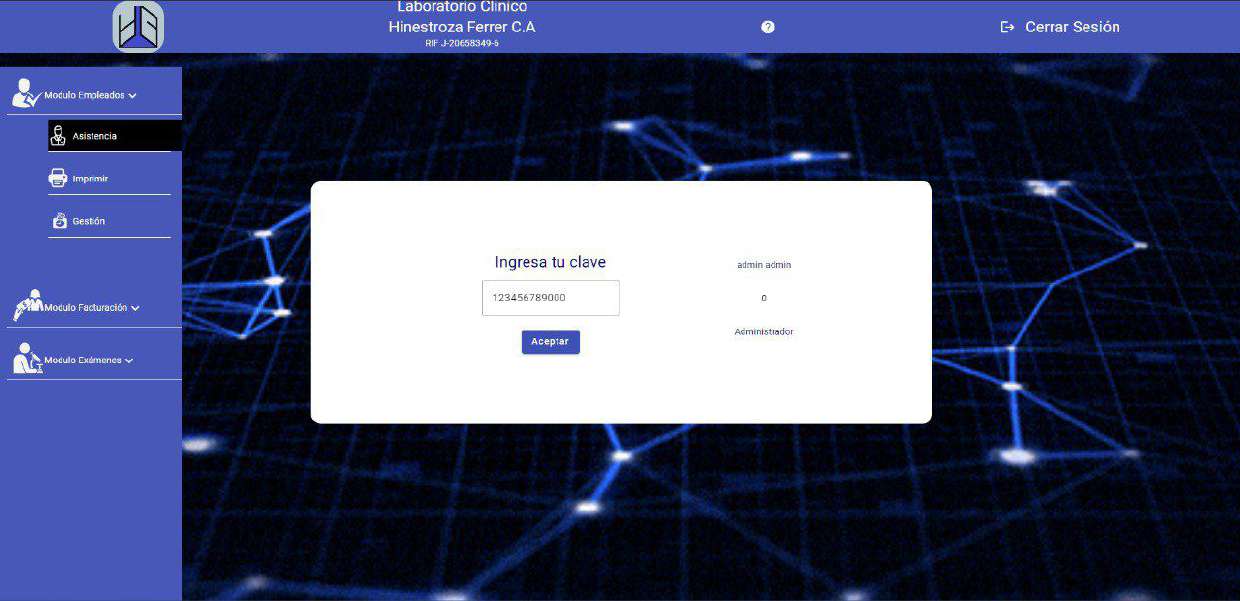 Laboratorio Clinico
Hinestroza Ferrer C.A
RIF J-20658349-6
?
Cerrar Sesión
Modulo Empleados
Asistencia
Imprimir
Gestión
Modulo Facturación
Modulo Exámenes
Ingresa tu clave
123456789000
Aceptar
admin admin
0
Administrador